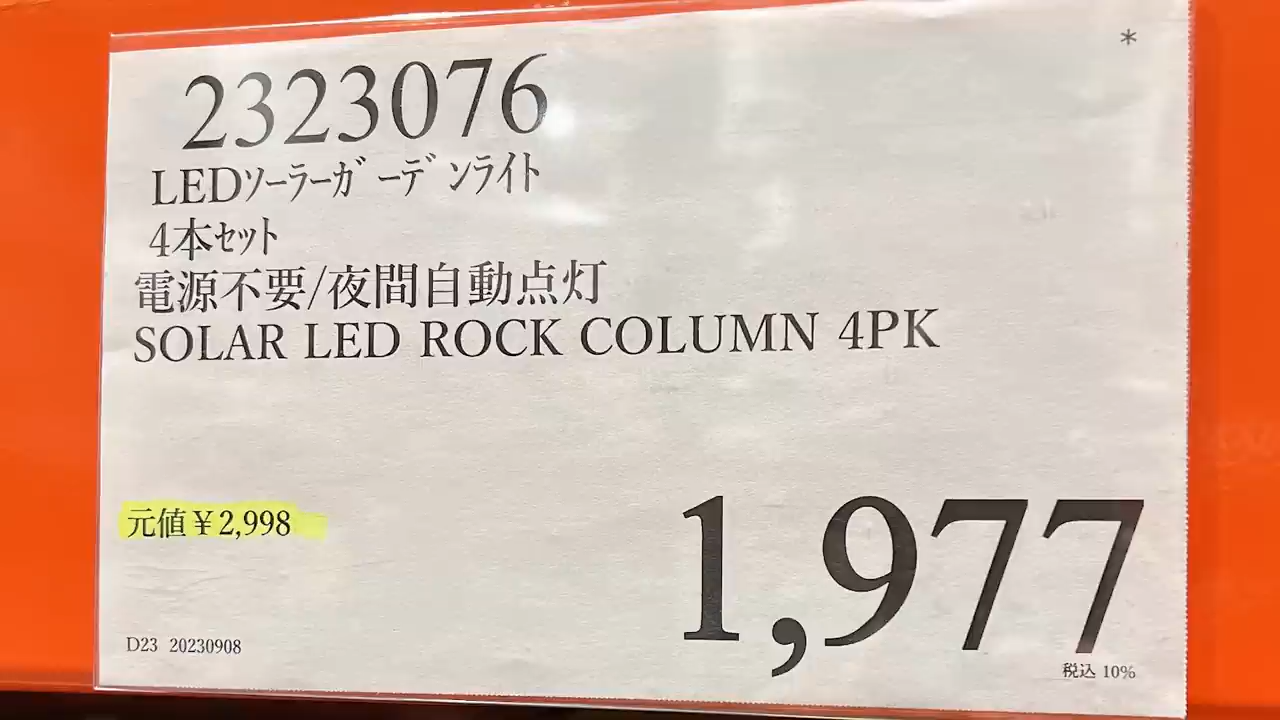 *
2323076
LEDソーラーガーデンライト
4本セット
電源不要/夜間自動点灯
SOLAR LED ROCK COLUMN 4PK
元値￥2,998
1,977
税込 10%
D23 20230908